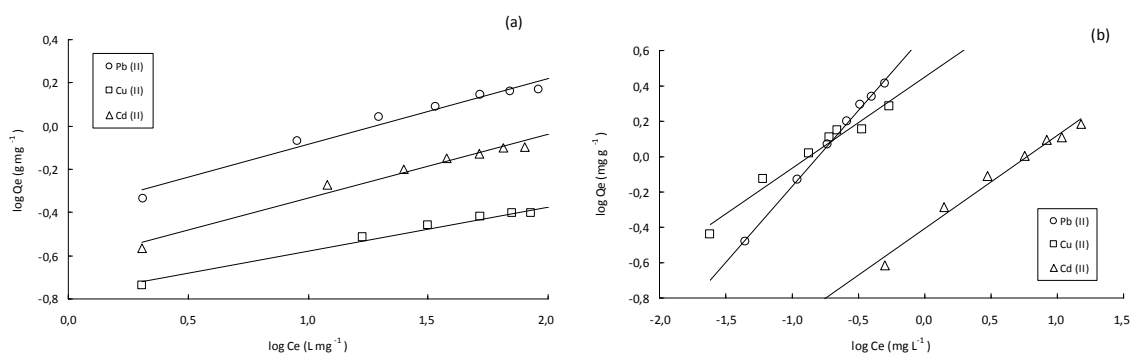 (a)
0,4
0,2
0,0
-0,2
-0,4
-0,6
-0,8
log Qe (g mg⁻¹)
Pb (II)
Cu (II)
Cd (II)
0,0 0,5 1,0 1,5 2,0
log Ce (L mg⁻¹)
(b)
0,6
0,4
0,2
0,0
-0,2
-0,4
-0,6
-0,8
log Qe (mg g⁻¹)
Pb (II)
Cu (II)
Cd (II)
-2,0 -1,5 -1,0 -0,5 0,0 0,5 1,0 1,5
log Ce (mg L⁻¹)